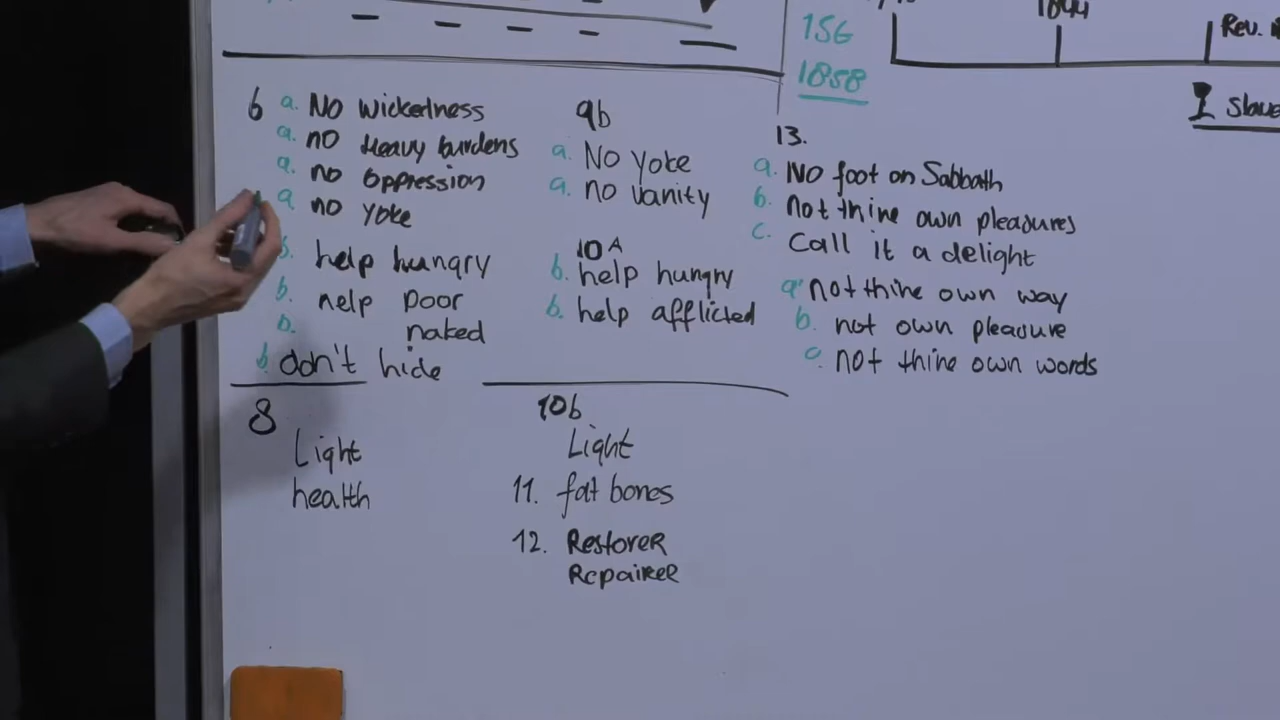 156
1858
1844
Rev.
I Slave
6 a. No wickedness
a. no Heavy burdens
a. no oppression
a. no yoke
b. help hungry
b. help poor
b. naked
b. don't hide
8
Light
health
9b
a. No yoke
a. no vanity
10A
b. help hungry
b. help afflicted
10b
Light
11. fat bones
12. Restorer
Repairer
13.
a. No foot on Sabbath
b. not thine own pleasures
c. Call it a delight
a. not thine own way
b. not own pleasure
c. not thine own words